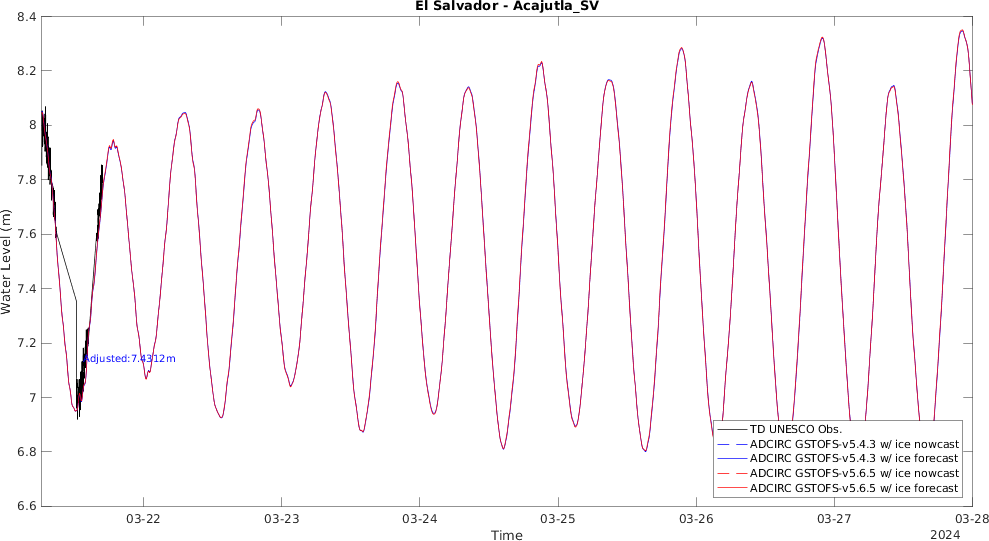 El Salvador - Acajutla_SV
8.4
8.2
8
7.8
7.6
7.4
7.2
7
6.8
6.6
Water Level (m)
Adjusted:7.4312m
TD UNESCO Obs.
ADCIRC GSTOFS-v5.4.3 w/ ice nowcast
ADCIRC GSTOFS-v5.4.3 w/ ice forecast
ADCIRC GSTOFS-v5.6.5 w/ ice nowcast
ADCIRC GSTOFS-v5.6.5 w/ ice forecast
03-22 03-23 03-24 03-25 03-26 03-27 03-28
Time
2024